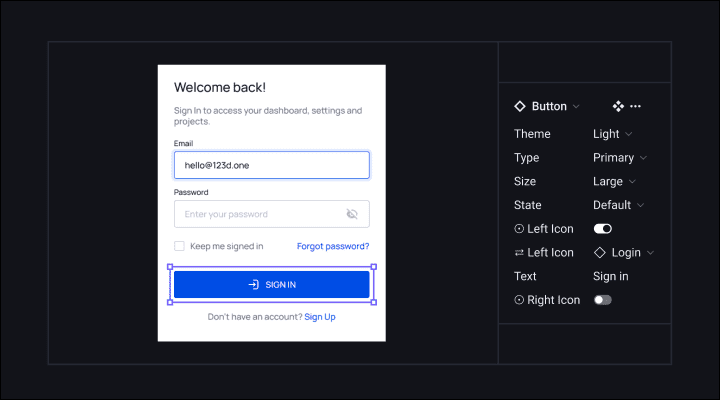 Welcome back!
Sign In to access your dashboard, settings and
projects.
Email
hello@123d.one
Password
Enter your password
Keep me signed in
Forgot password?
SIGN IN
Don't have an account? Sign Up
Button
Theme Light
Type Primary
Size Large
State Default
Left Icon
Left Icon Login
Text Sign in
Right Icon